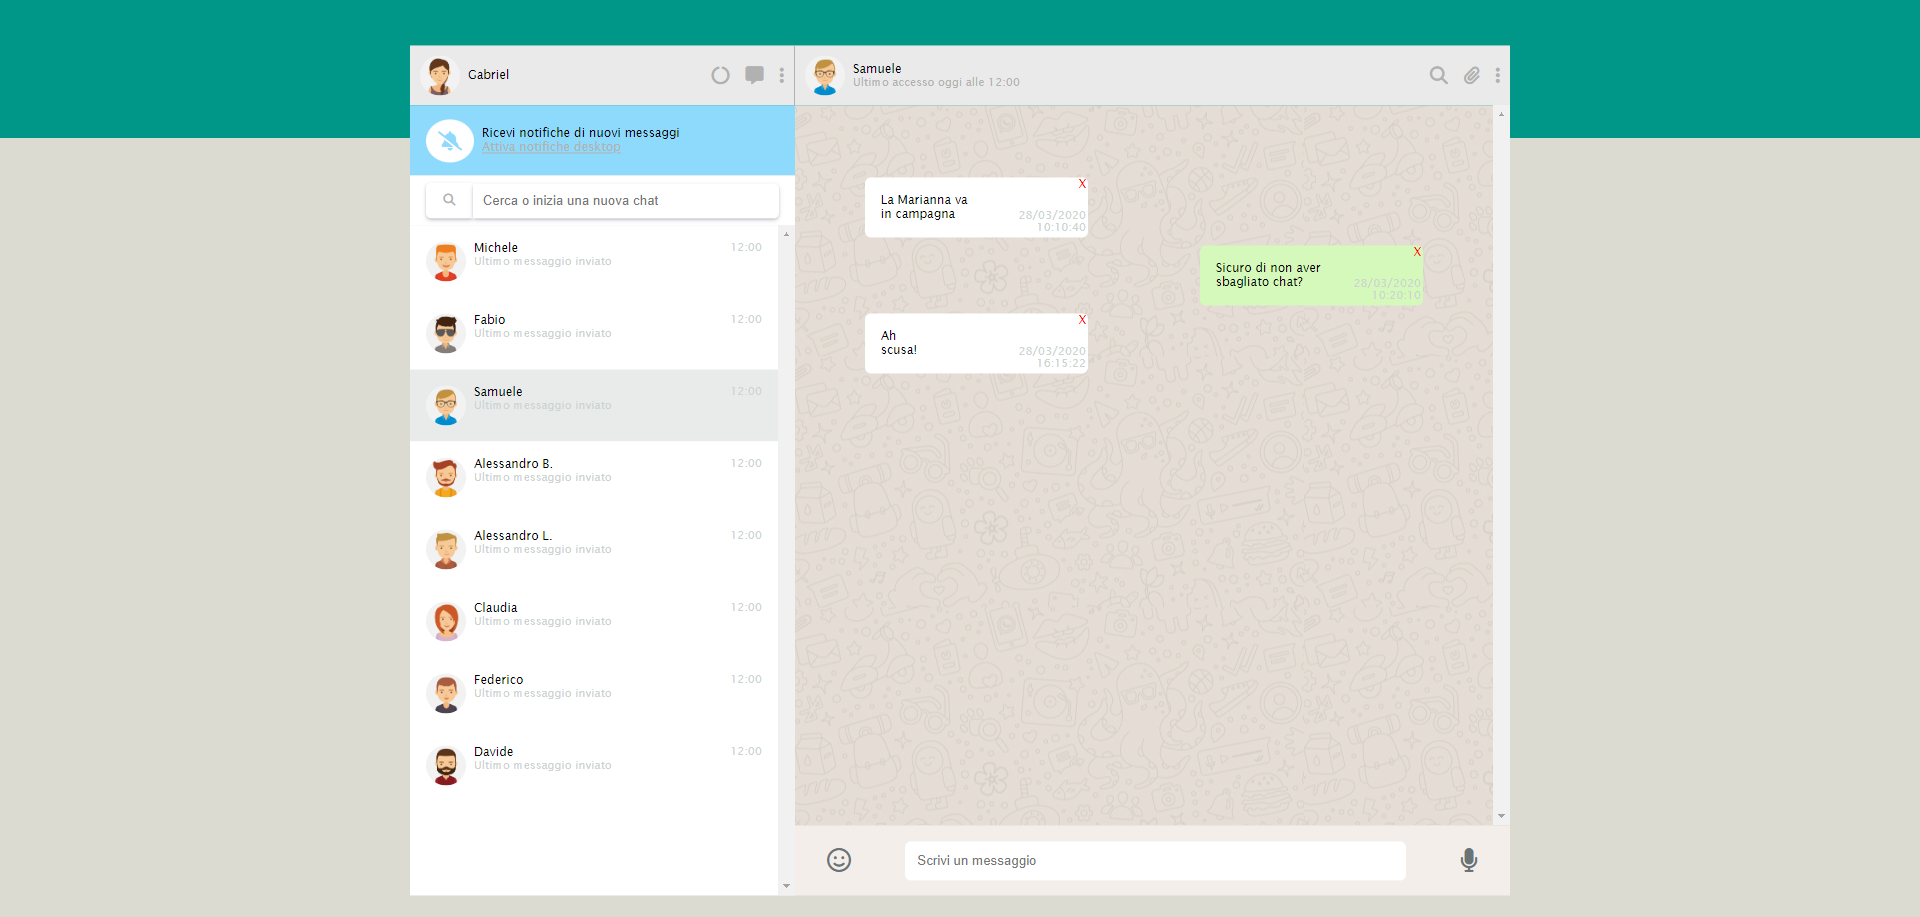 Gabriel
Ricevi notifiche di nuovi messaggi
Attiva notifiche desktop
Cerca o inizia una nuova chat
Michele 12:00
Ultimo messaggio inviato
Fabio 12:00
Ultimo messaggio inviato
Samuele 12:00
Ultimo messaggio inviato
Alessandro B. 12:00
Ultimo messaggio inviato
Alessandro L. 12:00
Ultimo messaggio inviato
Claudia 12:00
Ultimo messaggio inviato
Federico 12:00
Ultimo messaggio inviato
Davide 12:00
Ultimo messaggio inviato
Samuele
Ultimo accesso oggi alle 12:00
X
La Marianna va
in campagna
28/03/2020
10:10:40
X
Sicuro di non aver
sbagliato chat?
28/03/2020
10:20:10
X
Ah
scusa!
28/03/2020
16:15:22
Scrivi un messaggio